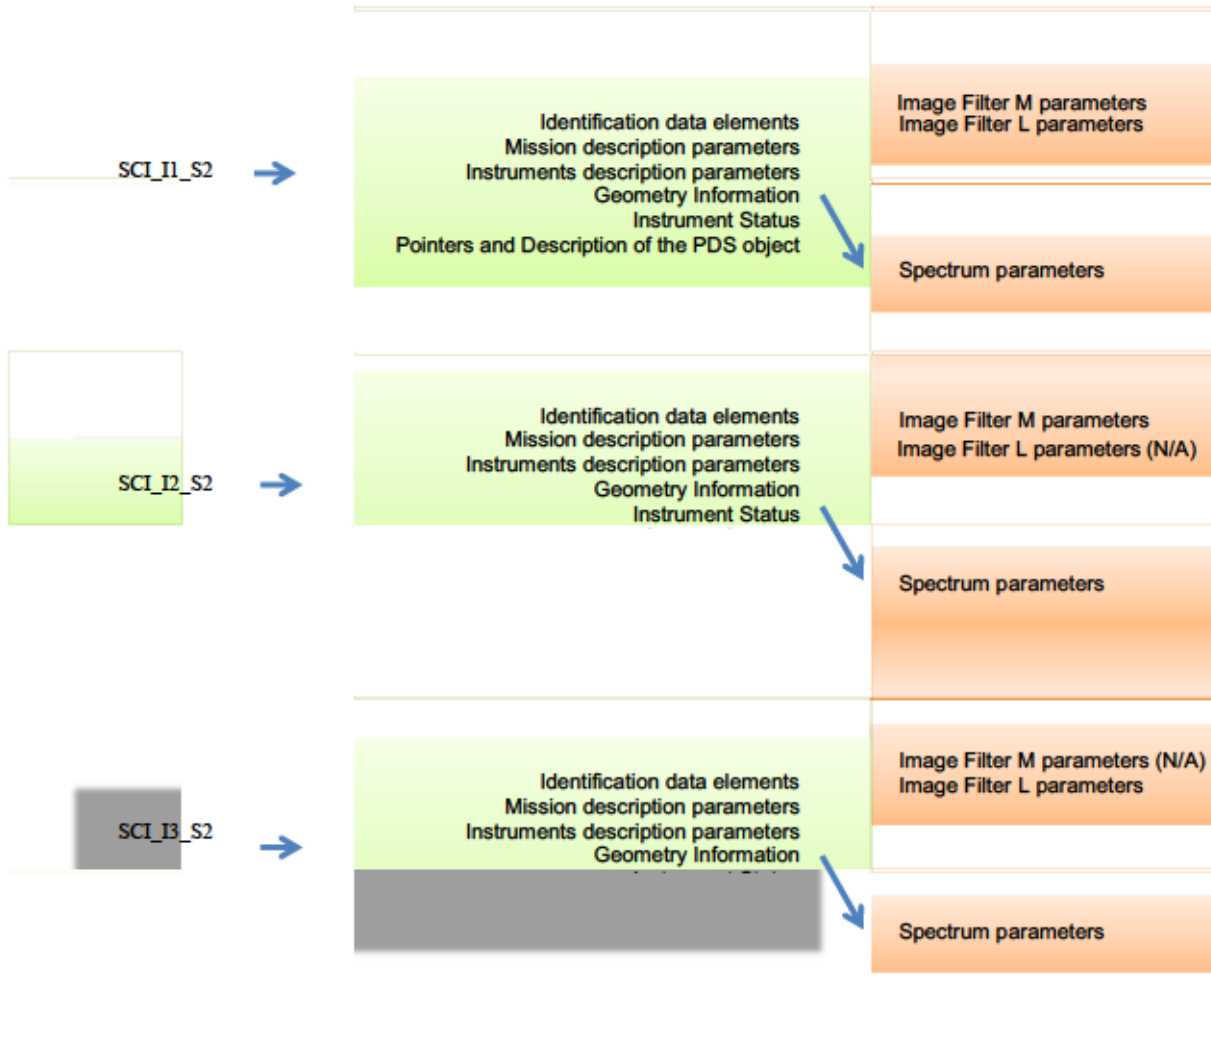 Image Filter M parameters
Image Filter L parameters
Identification data elements
Mission description parameters
SCI_I1_S2
Instruments description parameters
Geometry Information
Instrument Status
Pointers and Description of the PDS object
Spectrum parameters
Identification data elements
Image Filter M parameters
Mission description parameters
Image Filter L parameters (N/A)
Instruments description parameters
SCI_I2_S2
Geometry Information
Instrument Status
Spectrum parameters
Image Filter M parameters (N/A)
Identification data elements
Image Filter L parameters
Mission description parameters
SCI_I3_S2
Instruments description parameters
Geometry Information
Spectrum parameters